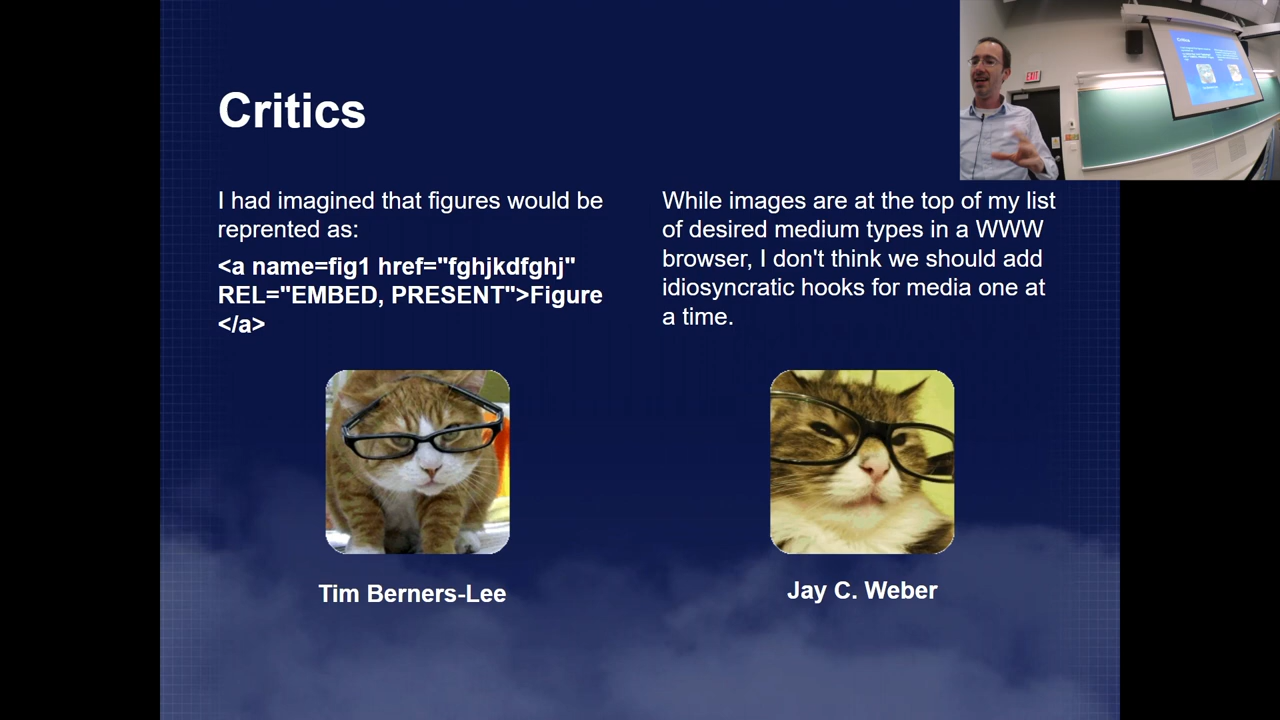 Critics
I had imagined that figures would be
reprented as:
<a name=fig1 href="fghjkdfghj"
REL="EMBED, PRESENT">Figure
</a>
While images are at the top of my list
of desired medium types in a WWW
browser, I don't think we should add
idiosyncratic hooks for media one at
a time.
Tim Berners-Lee
Jay C. Weber
EXIT
Critics